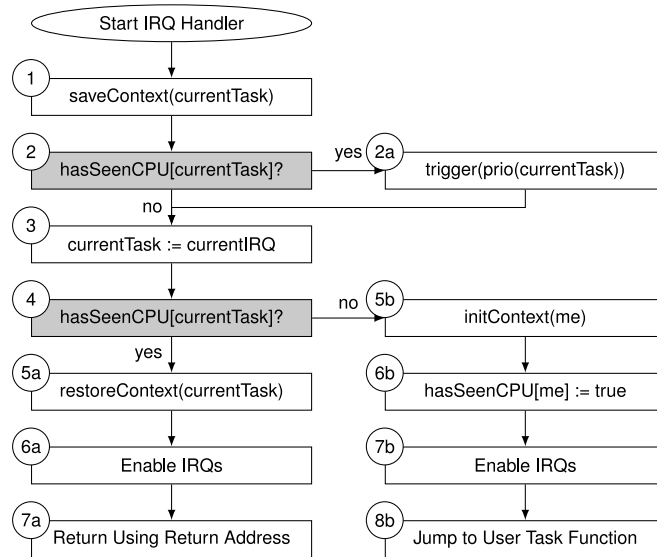 Start IRQ Handler
1
saveContext(currentTask)
2
hasSeenCPU[currentTask]?
yes
2a
trigger(prio(currentTask))
no
3
currentTask := currentIRQ
4
hasSeenCPU[currentTask]?
no
5b
initContext(me)
yes
5a
restoreContext(currentTask)
6b
hasSeenCPU[me] := true
6a
Enable IRQs
7b
Enable IRQs
7a
Return Using Return Address
8b
Jump to User Task Function